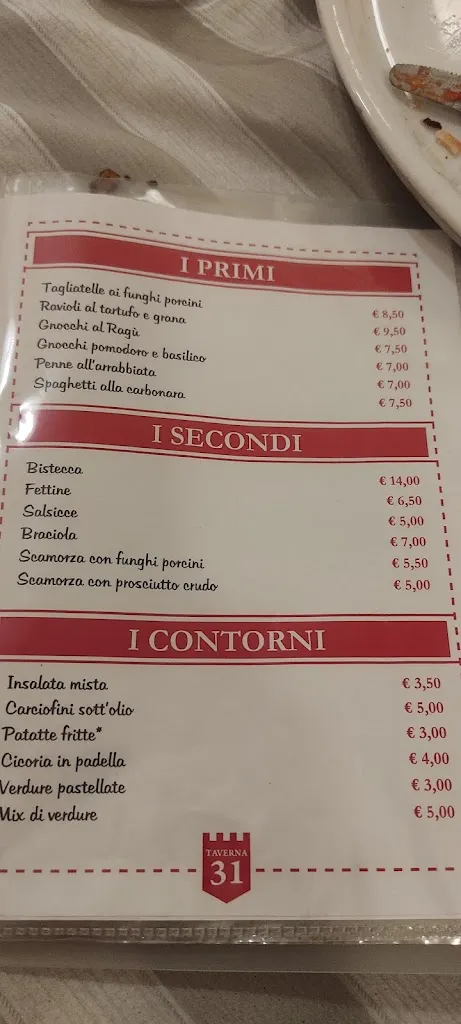 I PRIMI
Tagliatelle ai funghi porcini € 8,50
Ravioli al tartufo e grana € 9,50
Gnocchi al Ragù € 7,50
Gnocchi pomodoro e basilico € 7,00
Penne all'arrabbiata € 7,00
Spaghetti alla carbonara € 7,50
I SECONDI
Bistecca € 14,00
Fettine € 6,50
Salsicce € 5,00
Braciola € 7,00
Scamorza con funghi porcini € 5,50
Scamorza con prosciutto crudo € 5,00
I CONTORNI
Insalata mista € 3,50
Carciofini sott'olio € 5,00
Patatte fritte* € 3,00
Cicoria in padella € 4,00
Verdure pastellate € 3,00
Mix di verdure € 5,00
TAVERNA
31